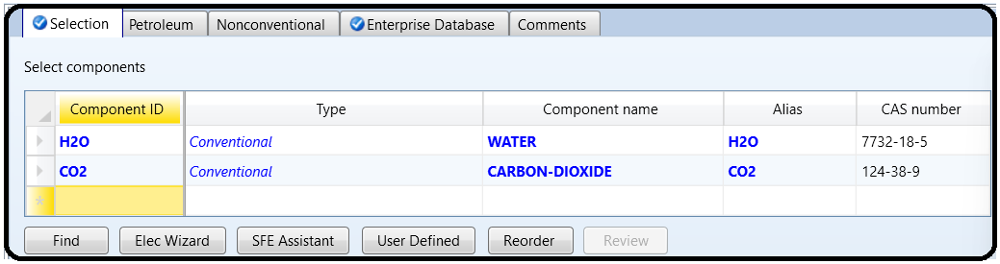 Selection Petroleum Nonconventional Enterprise Database Comments
Select components
Component ID Type Component name Alias CAS number
H2O Conventional WATER H2O 7732-18-5
CO2 Conventional CARBON-DIOXIDE CO2 124-38-9
Find Elec Wizard SFE Assistant User Defined Reorder Review